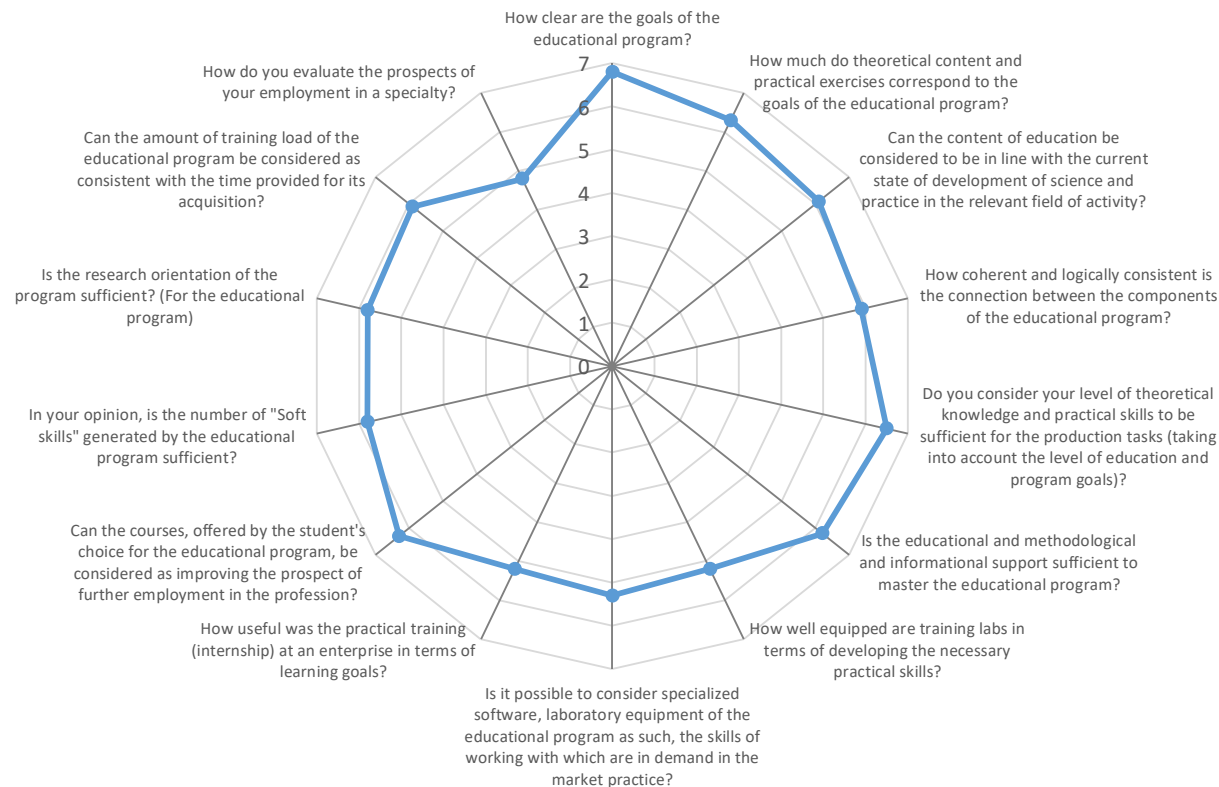 How clear are the goals of the
educational program?
How much do theoretical content and
practical exercises correspond to the
goals of the educational program?
Can the content of education be
considered to be in line with the current
state of development of science and
practice in the relevant field of activity?
How coherent and logically consistent is
the connection between the components
of the educational program?
Do you consider your level of theoretical
knowledge and practical skills to be
sufficient for the production tasks (taking
into account the level of education and
program goals)?
Is the educational and methodological
and informational support sufficient to
master the educational program?
How well equipped are training labs in
terms of developing the necessary
practical skills?
Is it possible to consider specialized
software, laboratory equipment of the
educational program as such, the skills of
working with which are in demand in the
market practice?
How useful was the practical training
(internship) at an enterprise in terms of
learning goals?
Can the courses, offered by the student's
choice for the educational program, be
considered as improving the prospect of
further employment in the profession?
In your opinion, is the number of "Soft
skills" generated by the educational
program sufficient?
Is the research orientation of the
program sufficient? (For the educational
program)
Can the amount of training load of the
educational program be considered as
consistent with the time provided for its
acquisition?
How do you evaluate the prospects of
your employment in a specialty?
7
6
5
4
3
2
1
0